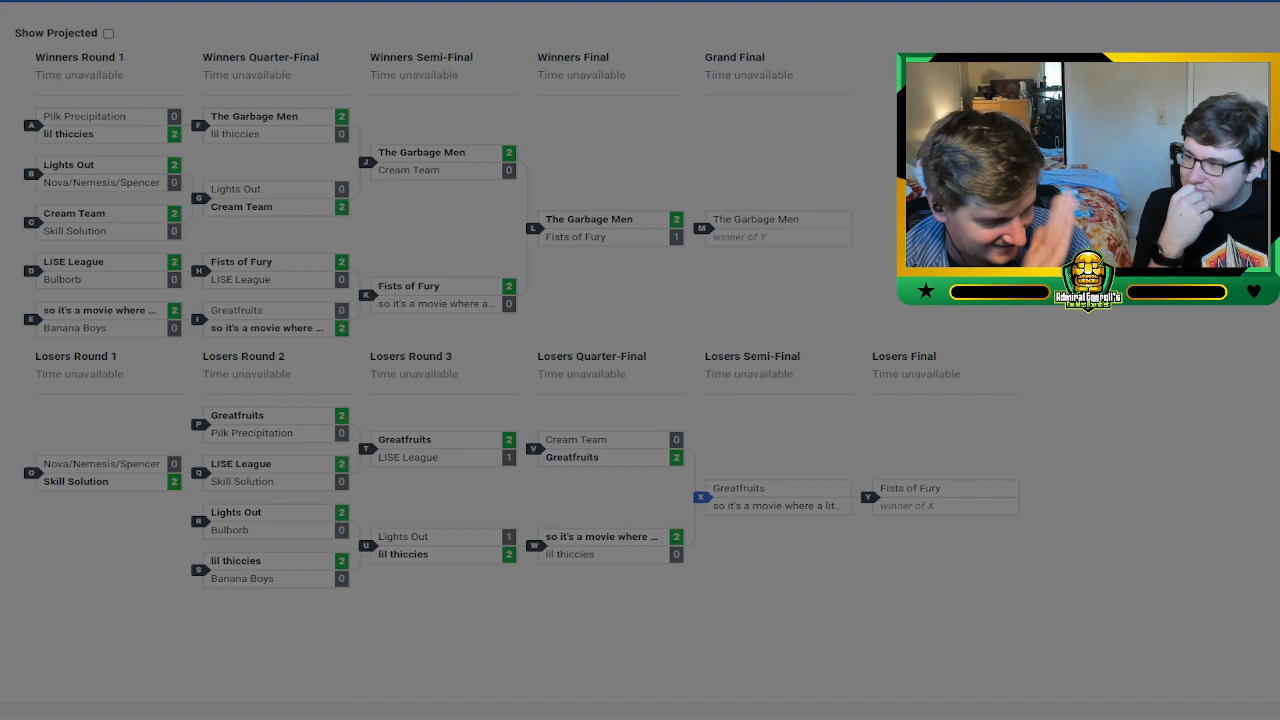 Show Projected
Winners Round 1
Winners Quarter-Final
Winners Semi-Final
Winners Final
Grand Final
Time unavailable
Time unavailable
Time unavailable
Time unavailable
Time unavailable
A
Pilk Precipitation 0
lil thiccies 2
B
Lights Out 2
Nova/Nemesis/Spencer 0
C
Cream Team 2
Skill Solution 0
D
LISE League 2
Bulborb 0
E
so it's a movie where ... 2
Banana Boys 0
F
The Garbage Men 2
lil thiccies 0
G
Lights Out 0
Cream Team 2
H
Fists of Fury 2
LISE League 0
I
Greatfruits 0
so it's a movie where ... 2
J
The Garbage Men 2
Cream Team 0
K
Fists of Fury 2
so it's a movie where a... 0
L
The Garbage Men 2
Fists of Fury 1
M
The Garbage Men
winner of Y
Losers Round 1
Losers Round 2
Losers Round 3
Losers Quarter-Final
Losers Semi-Final
Losers Final
Time unavailable
Time unavailable
Time unavailable
Time unavailable
Time unavailable
Time unavailable
O
Nova/Nemesis/Spencer 0
Skill Solution 2
P
Greatfruits 2
Pilk Precipitation 0
Q
LISE League 2
Skill Solution 0
R
Lights Out 2
Bulborb 0
S
lil thiccies 2
Banana Boys 0
T
Greatfruits 2
LISE League 1
U
Lights Out 1
lil thiccies 2
V
Cream Team 0
Greatfruits 2
W
so it's a movie where ... 2
lil thiccies 0
X
Greatfruits
so it's a movie where a lit...
Y
Fists of Fury
winner of X
Admiral Eggroll's